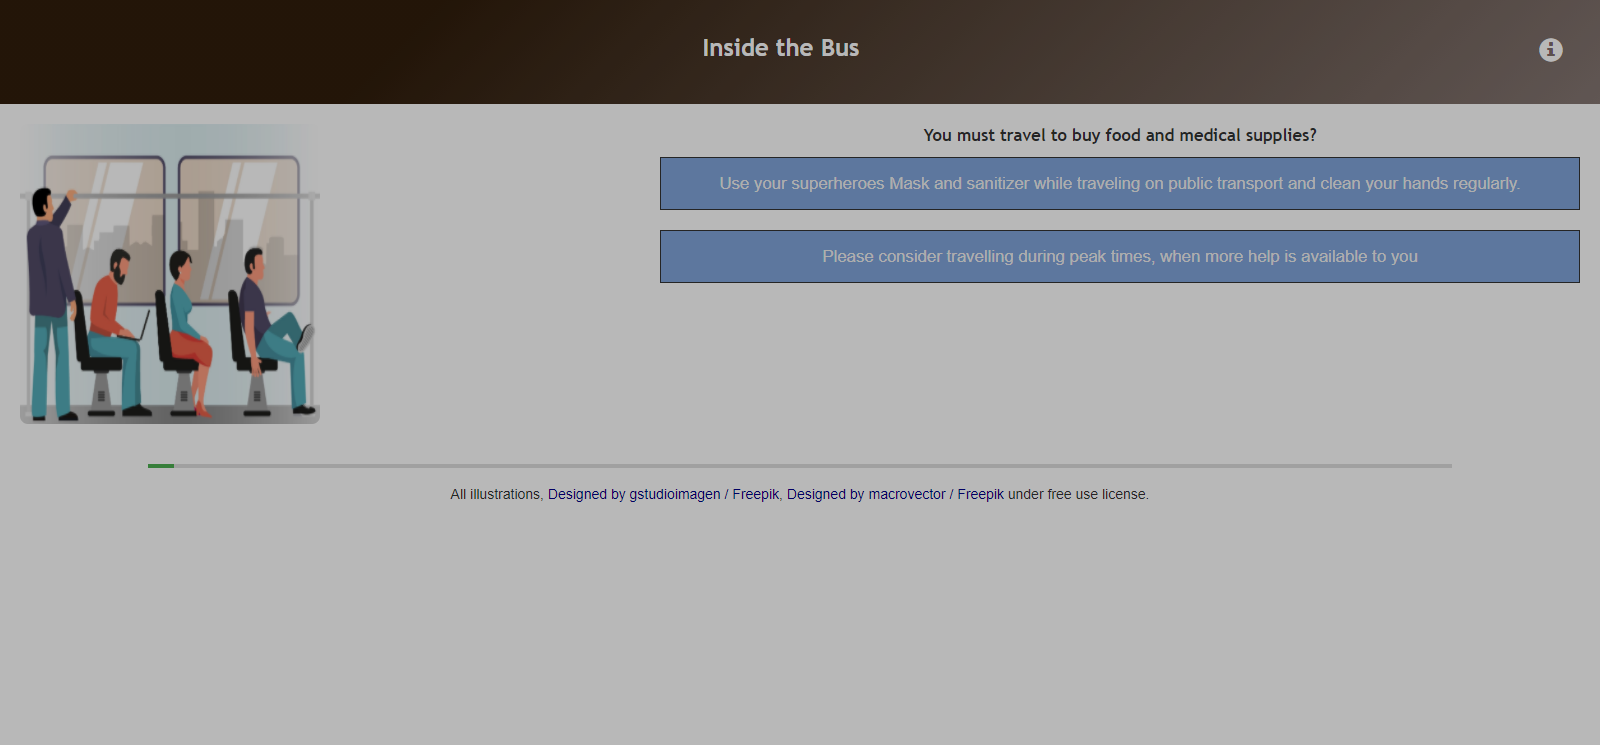 Inside the Bus
You must travel to buy food and medical supplies?
Use your superheroes Mask and sanitizer while traveling on public transport and clean your hands regularly.
Please consider travelling during peak times, when more help is available to you
All illustrations, Designed by gstudioimagen / Freepik, Designed by macrovector / Freepik under free use license.